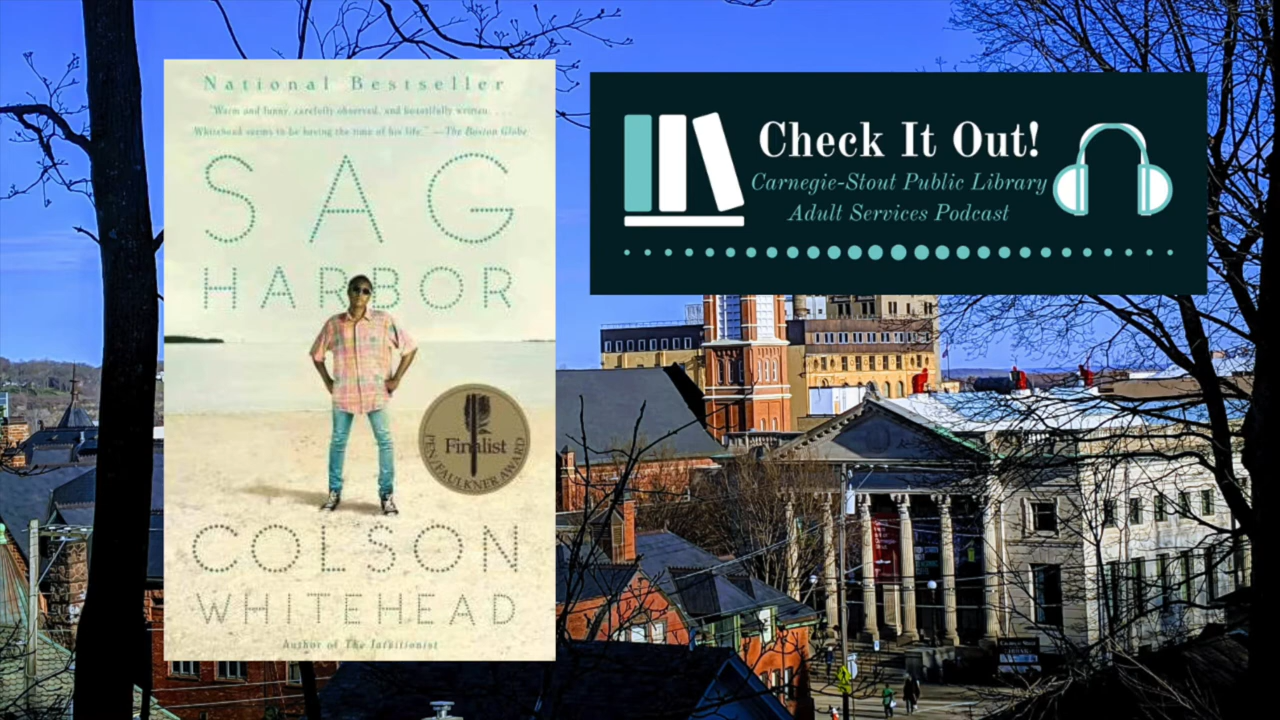 National Bestseller
"Warm and funny, carefully observed, and beautifully written. . . .
Whitehead seems to be having the time of his life." —The Boston Globe
SAG
HARBOR
Finalist
PEN/FAULKNER AWARD
COLSON
WHITEHEAD
Author of The Intuitionist
Check It Out!
Carnegie-Stout Public Library
Adult Services Podcast